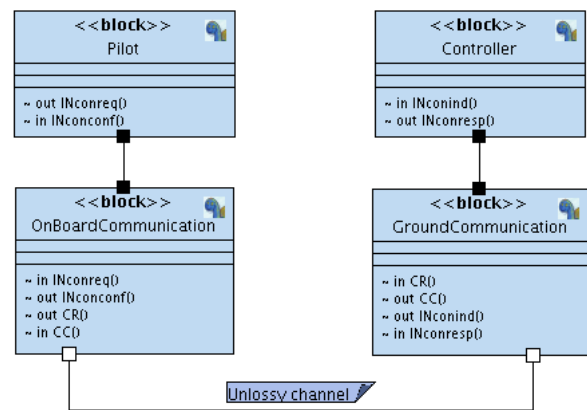 <<block>>
Pilot
~ out INconreq()
~ in INconconf()
<<block>>
Controller
~ in INconind()
~ out INconresp()
<<block>>
OnBoardCommunication
~ in INconreq()
~ out INconconf()
~ out CR()
~ in CC()
<<block>>
GroundCommunication
~ in CR()
~ out CC()
~ out INconind()
~ in INconresp()
Unlossy channel